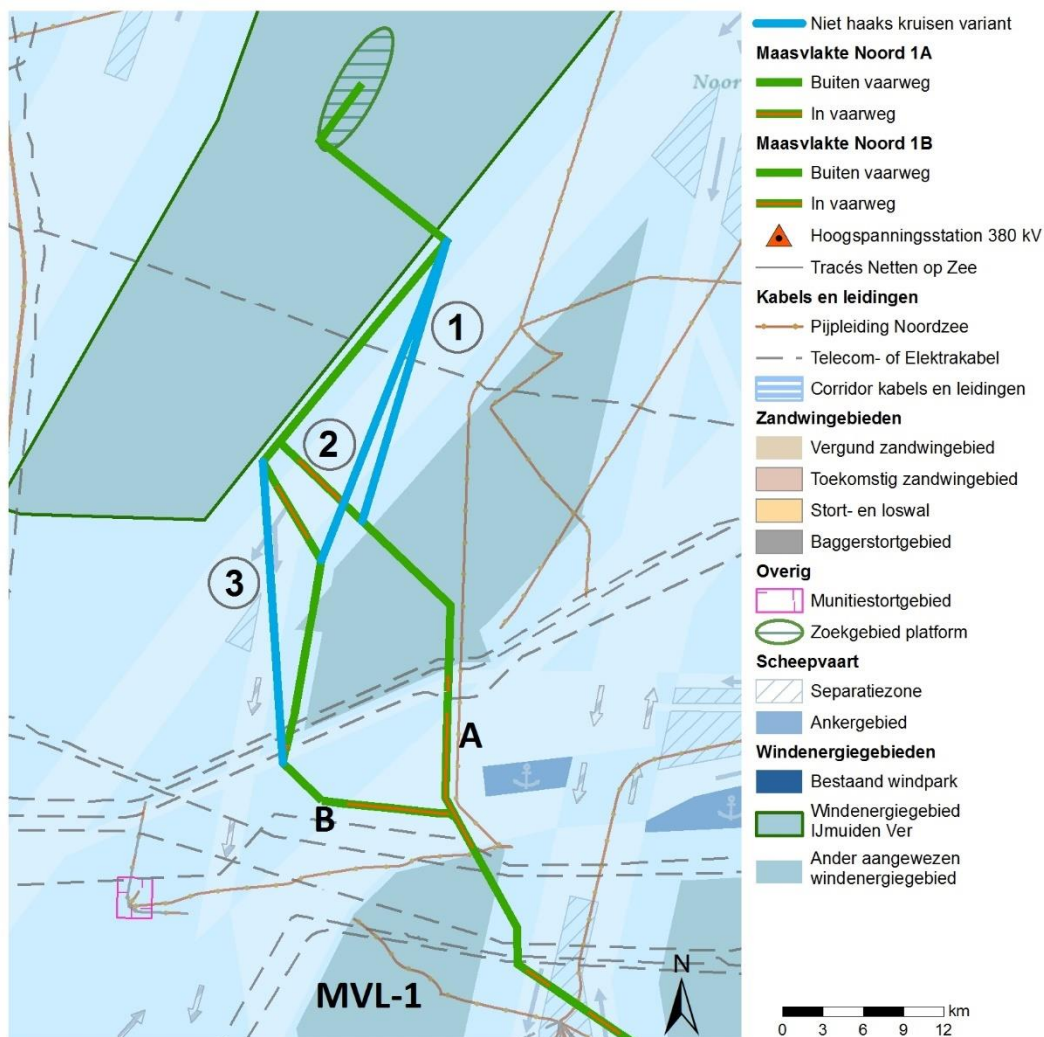 Noor
1
2
3
A
B
MVL-1
N
Niet haaks kruisen variant
Maasvlakte Noord 1A
Buiten vaarweg
In vaarweg
Maasvlakte Noord 1B
Buiten vaarweg
In vaarweg
Hoogspanningsstation 380 kV
Tracés Netten op Zee
Kabels en leidingen
Pijpleiding Noordzee
Telecom- of Elektrakabel
Corridor kabels en leidingen
Zandwingebieden
Vergund zandwingebied
Toekomstig zandwingebied
Stort- en loswal
Baggerstortgebied
Overig
Munitiestortgebied
Zoekgebied platform
Scheepvaart
Separatiezone
Ankergebied
Windenergiegebieden
Bestaand windpark
Windenergiegebied
IJmuiden Ver
Ander aangewezen
windenergiegebied
km
0 3 6 9 12